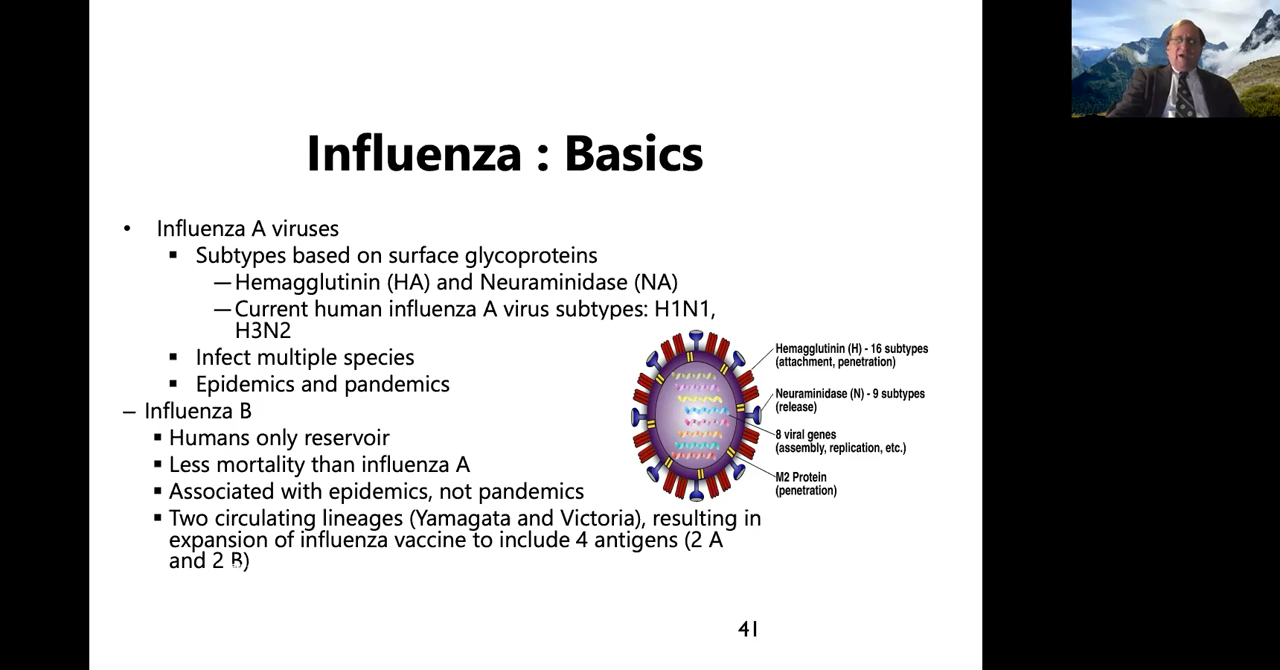 Influenza : Basics
• Influenza A viruses
▪ Subtypes based on surface glycoproteins
—Hemagglutinin (HA) and Neuraminidase (NA)
—Current human influenza A virus subtypes: H1N1,
H3N2
▪ Infect multiple species
▪ Epidemics and pandemics
– Influenza B
▪ Humans only reservoir
▪ Less mortality than influenza A
▪ Associated with epidemics, not pandemics
▪ Two circulating lineages (Yamagata and Victoria), resulting in
expansion of influenza vaccine to include 4 antigens (2 A
and 2 B)
Hemagglutinin (H) - 16 subtypes
(attachment, penetration)
Neuraminidase (N) - 9 subtypes
(release)
8 viral genes
(assembly, replication, etc.)
M2 Protein
(penetration)
41